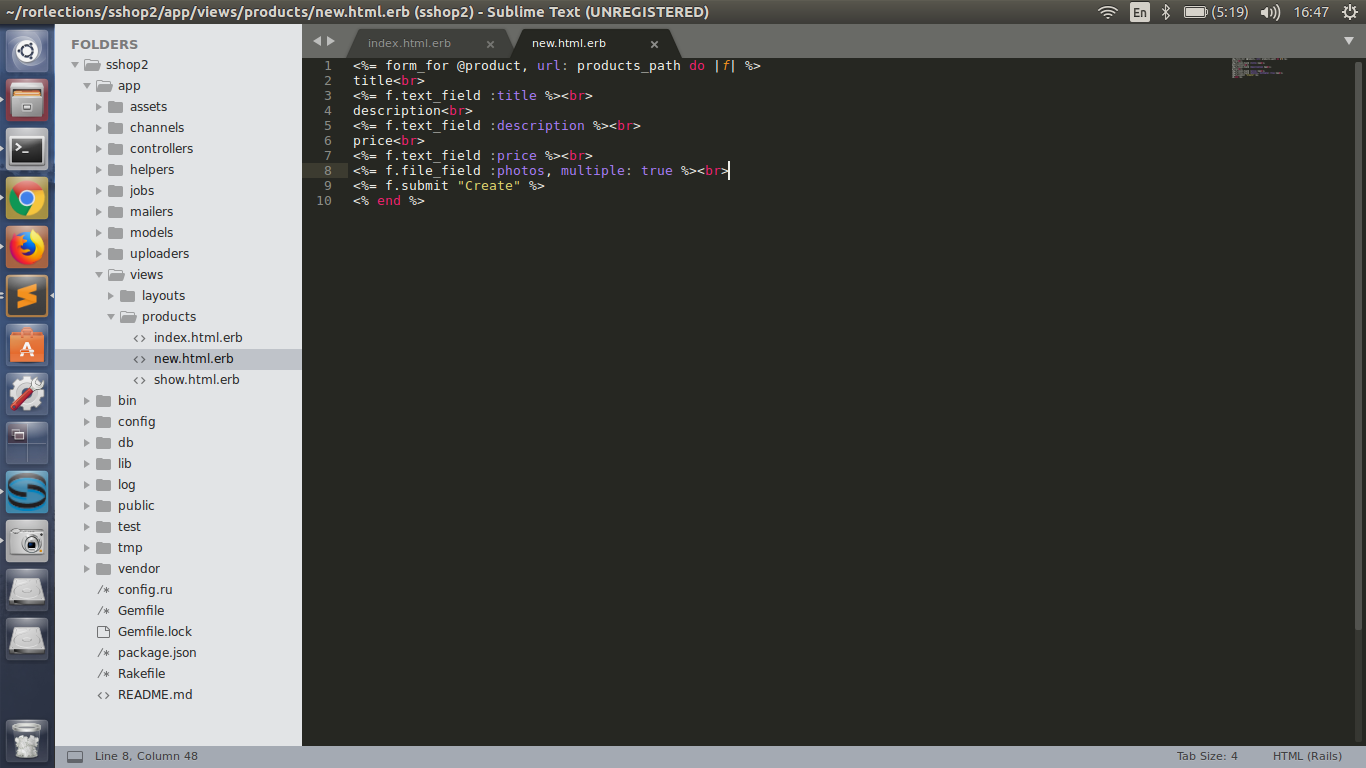 ~/rorlections/sshop2/app/views/products/new.html.erb (sshop2) - Sublime Text (UNREGISTERED)
En
(5:19)
16:47
FOLDERS
sshop2
app
assets
channels
controllers
helpers
jobs
mailers
models
uploaders
views
layouts
products
index.html.erb
new.html.erb
show.html.erb
bin
config
db
lib
log
public
test
tmp
vendor
config.ru
Gemfile
Gemfile.lock
package.json
Rakefile
README.md
index.html.erb
new.html.erb
1 <%= form_for @product, url: products_path do |f| %>
2 title<br>
3 <%= f.text_field :title %><br>
4 description<br>
5 <%= f.text_field :description %><br>
6 price<br>
7 <%= f.text_field :price %><br>
8 <%= f.file_field :photos, multiple: true %><br>
9 <%= f.submit "Create" %>
10 <% end %>
Line 8, Column 48
Tab Size: 4
HTML (Rails)